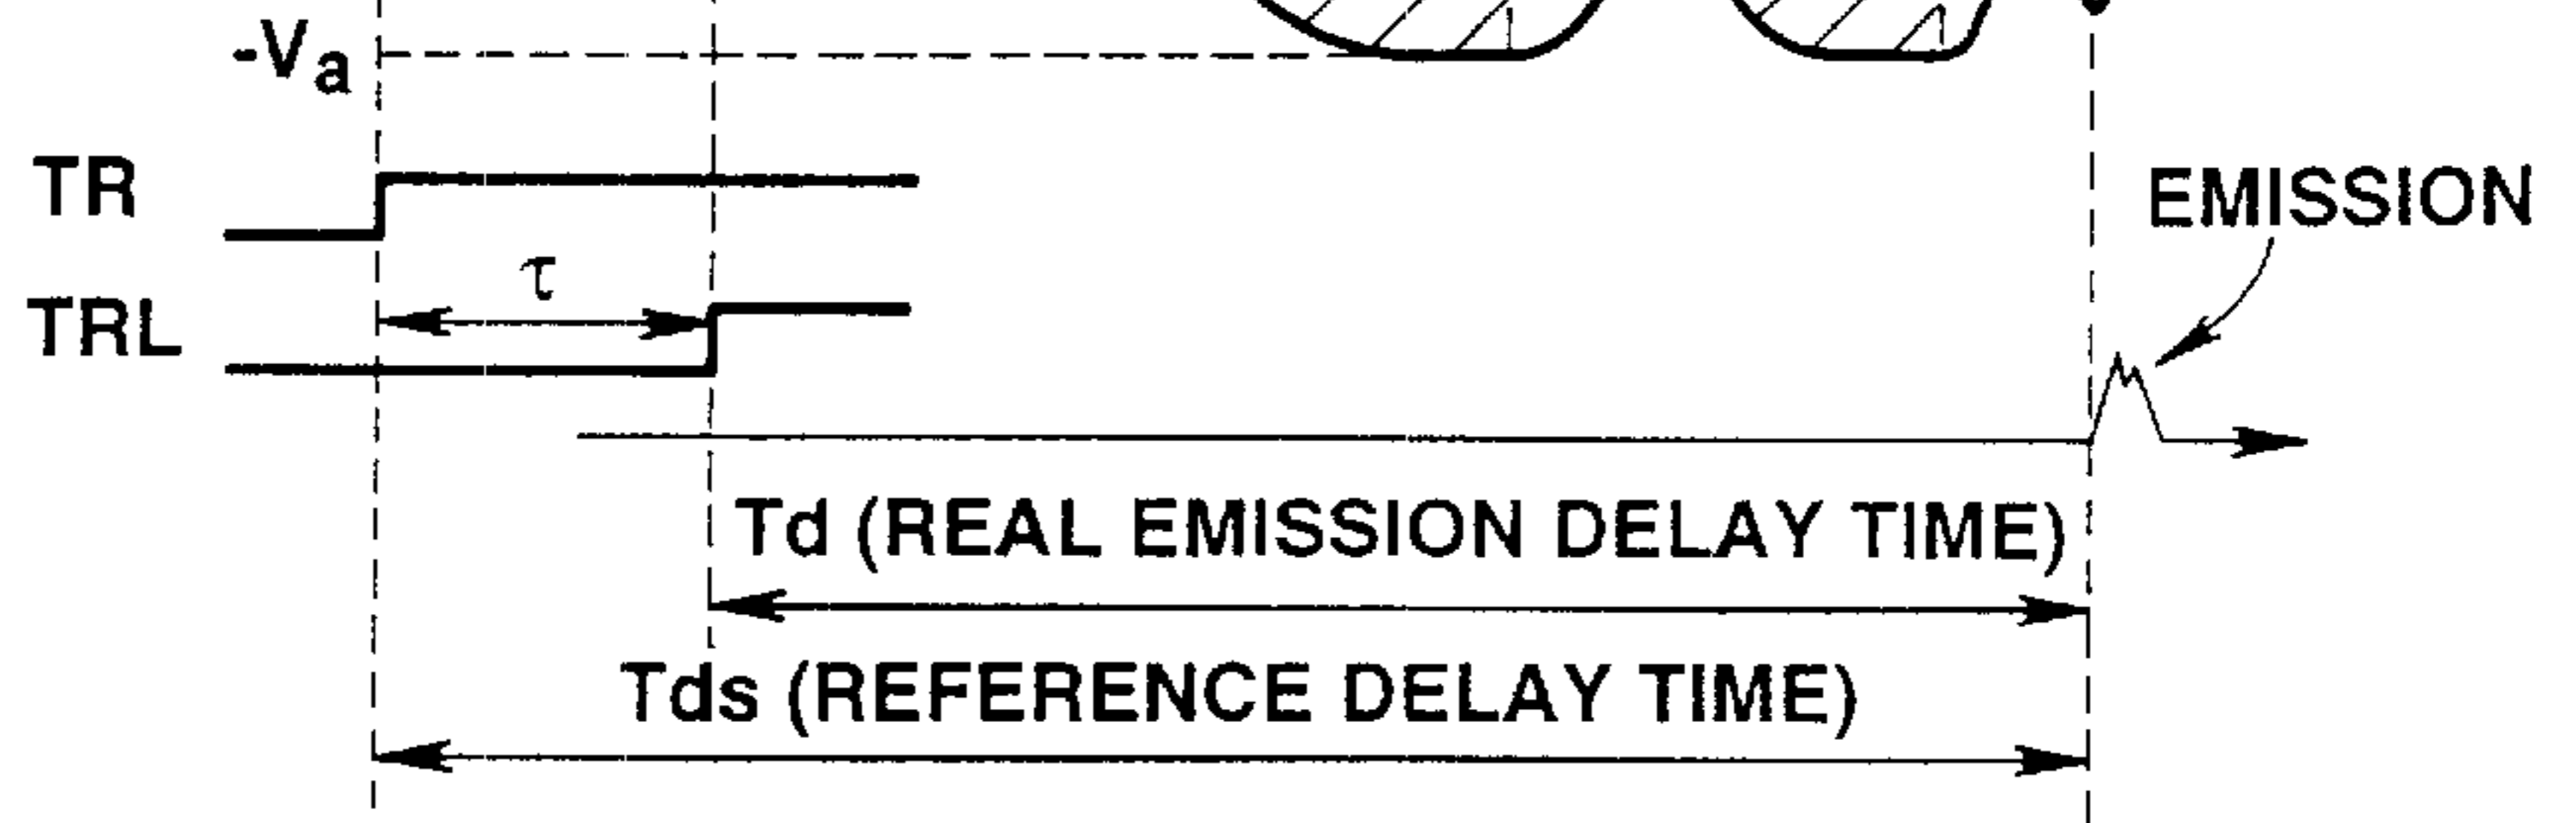 -Va
TR
EMISSION
τ
TRL
Td (REAL EMISSION DELAY TIME)
Tds (REFERENCE DELAY TIME)